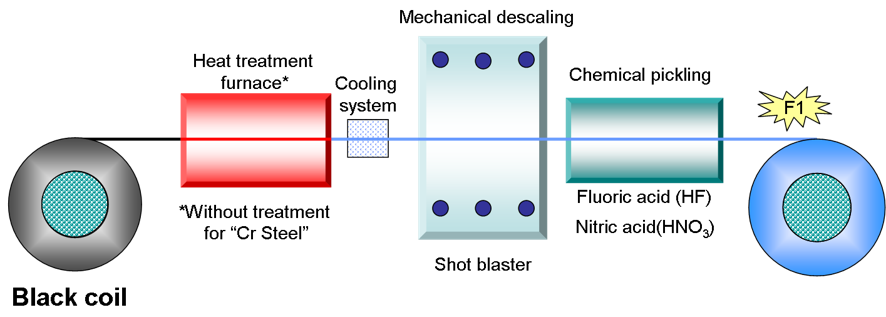 Mechanical descaling
Heat treatment
furnace*
Cooling
system
Chemical pickling
F1
*Without treatment
for “Cr Steel”
Fluoric acid (HF)
Nitric acid(HNO₃)
Shot blaster
Black coil